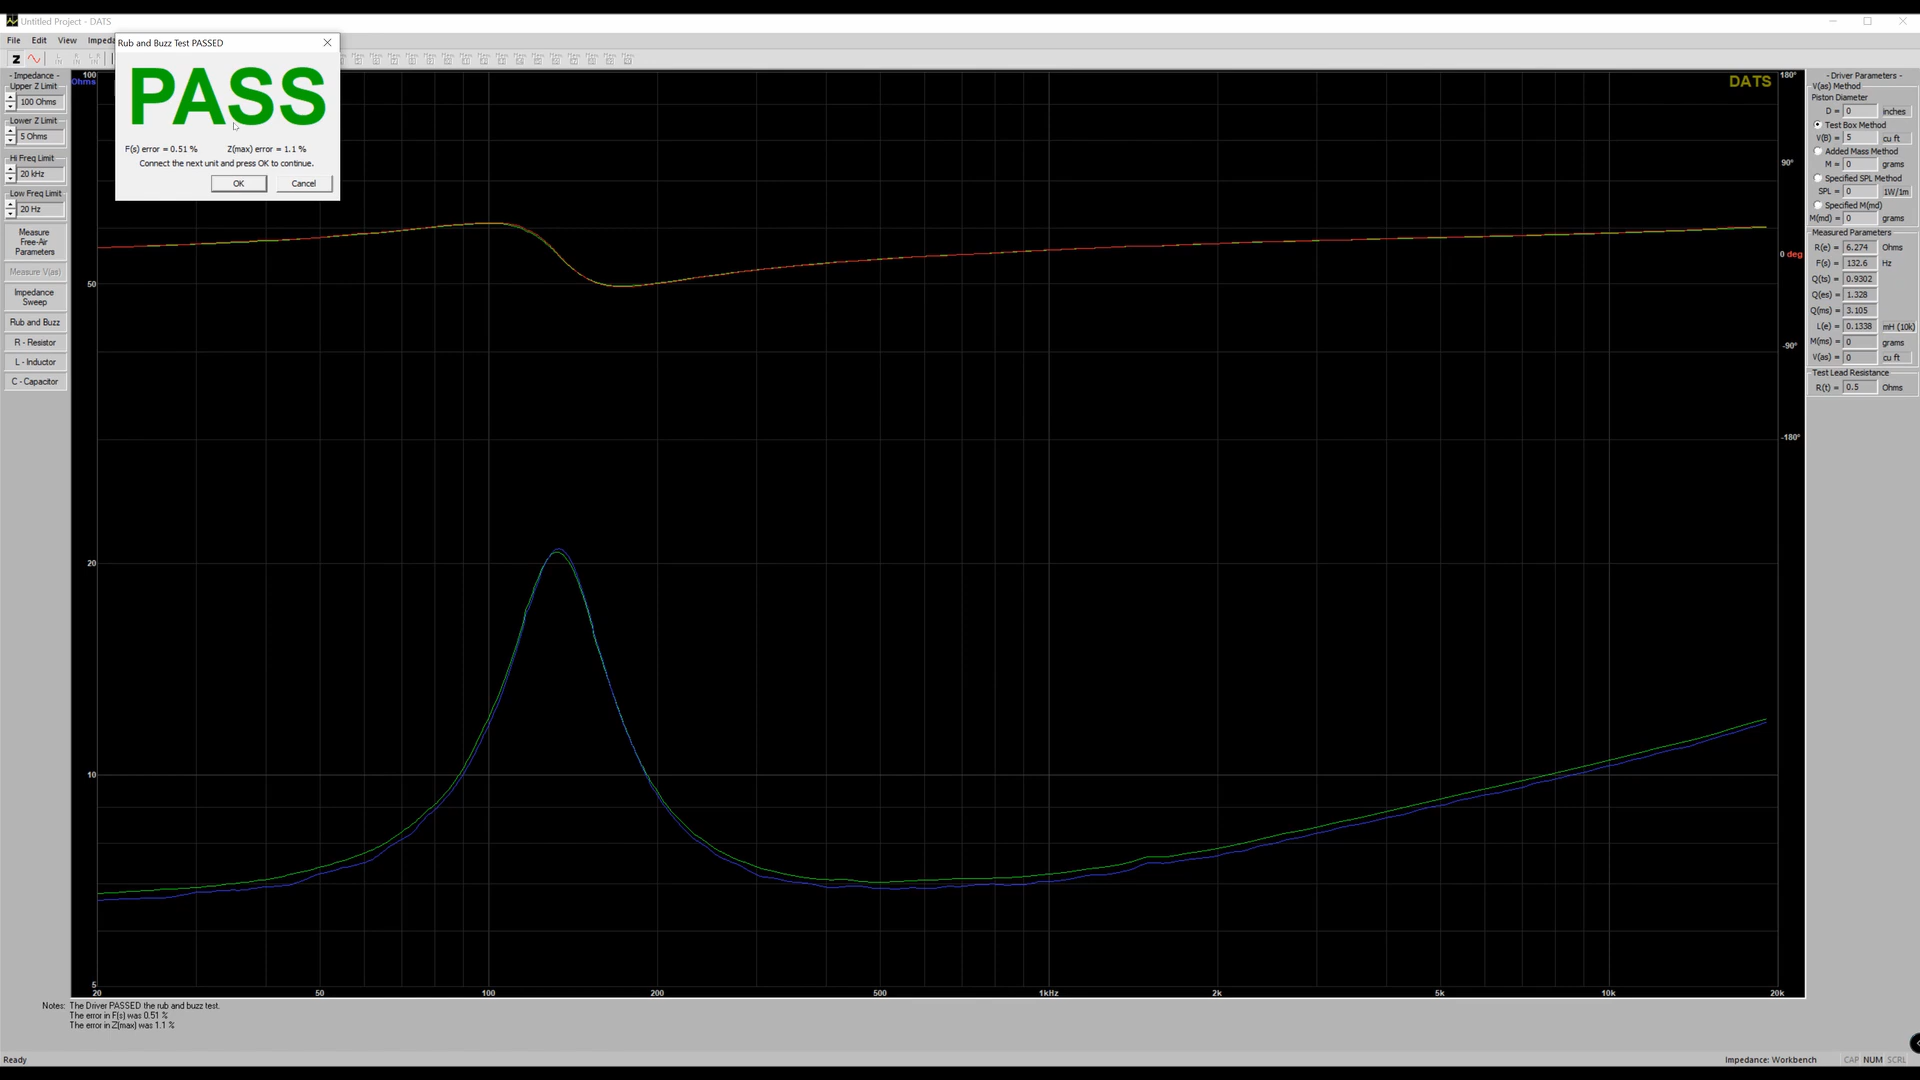 Untitled Project - DATS
File Edit View Impeda
Rub and Buzz Test PASSED
PASS
F(s) error = 0.51 % Z(max) error = 1.1 %
Connect the next unit and press OK to continue.
OK Cancel
Z
- Impedance -
Upper Z Limit
100 Ohms
Lower Z Limit
5 Ohms
Hi Freq Limit
20 kHz
Low Freq Limit
20 Hz
Measure
Free-Air
Parameters
Measure V(as)
Impedance
Sweep
Rub and Buzz
R - Resistor
L - Inductor
C - Capacitor
100
Ohms
50
20
10
5
20 50 100 200 500 1kHz 2k 5k 10k 20k
DATS
180°
90°
0 deg
-90°
-180°
- Driver Parameters -
V(as) Method
Piston Diameter
D = 0 inches
Test Box Method
V(B) = 5 cu ft
Added Mass Method
M = 0 grams
Specified SPL Method
SPL = 0 1W/1m
Specified M(md)
M(md) = 0 grams
Measured Parameters
R(e) = 6.274 Ohms
F(s) = 132.6 Hz
Q(ts) = 0.9302
Q(es) = 1.328
Q(ms) = 3.105
L(e) = 0.1338 mH (10k)
M(ms) = 0 grams
V(as) = 0 cu ft
Test Lead Resistance
R(t) = 0.5 Ohms
Notes: The Driver PASSED the rub and buzz test.
The error in F(s) was 0.51 %
The error in Z(max) was 1.1 %
Ready
Impedance: Workbench CAP NUM SCRL